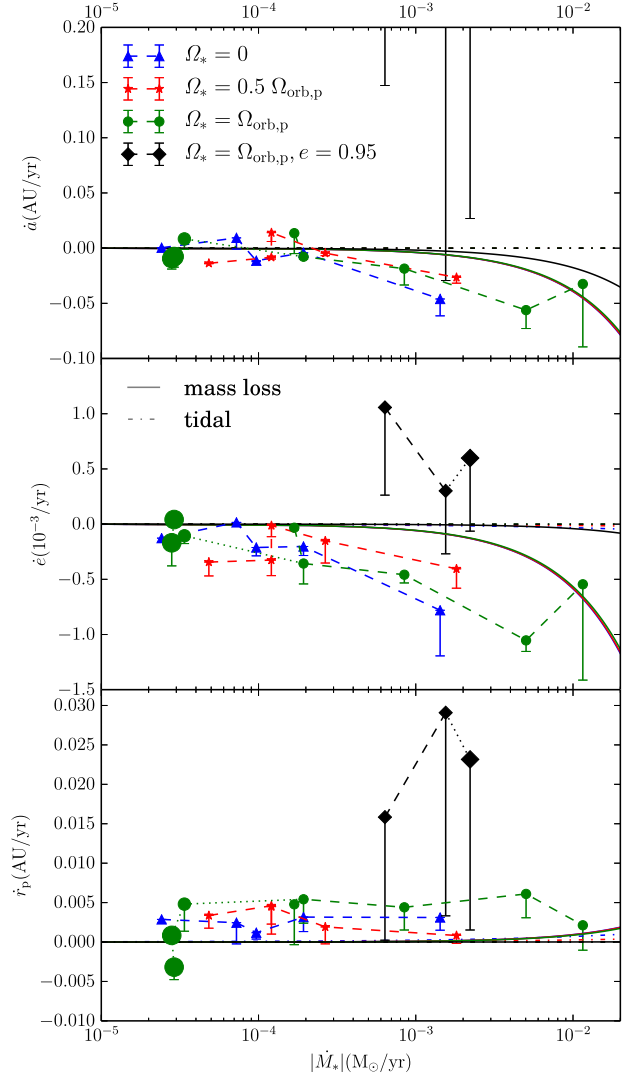 10⁻⁵ 10⁻⁴ 10⁻³ 10⁻²
0.20
0.15
0.10
0.05
0.00
−0.05
−0.10
ȧ(AU/yr)
Ω* = 0
Ω* = 0.5 Ωorb,p
Ω* = Ωorb,p
Ω* = Ωorb,p, e = 0.95
1.0
0.5
0.0
−0.5
−1.0
−1.5
ė(10⁻³/yr)
mass loss
tidal
0.030
0.025
0.020
0.015
0.010
0.005
0.000
−0.005
−0.010
ṙp(AU/yr)
10⁻⁵ 10⁻⁴ 10⁻³ 10⁻²
|Ṁ*|(M⊙/yr)